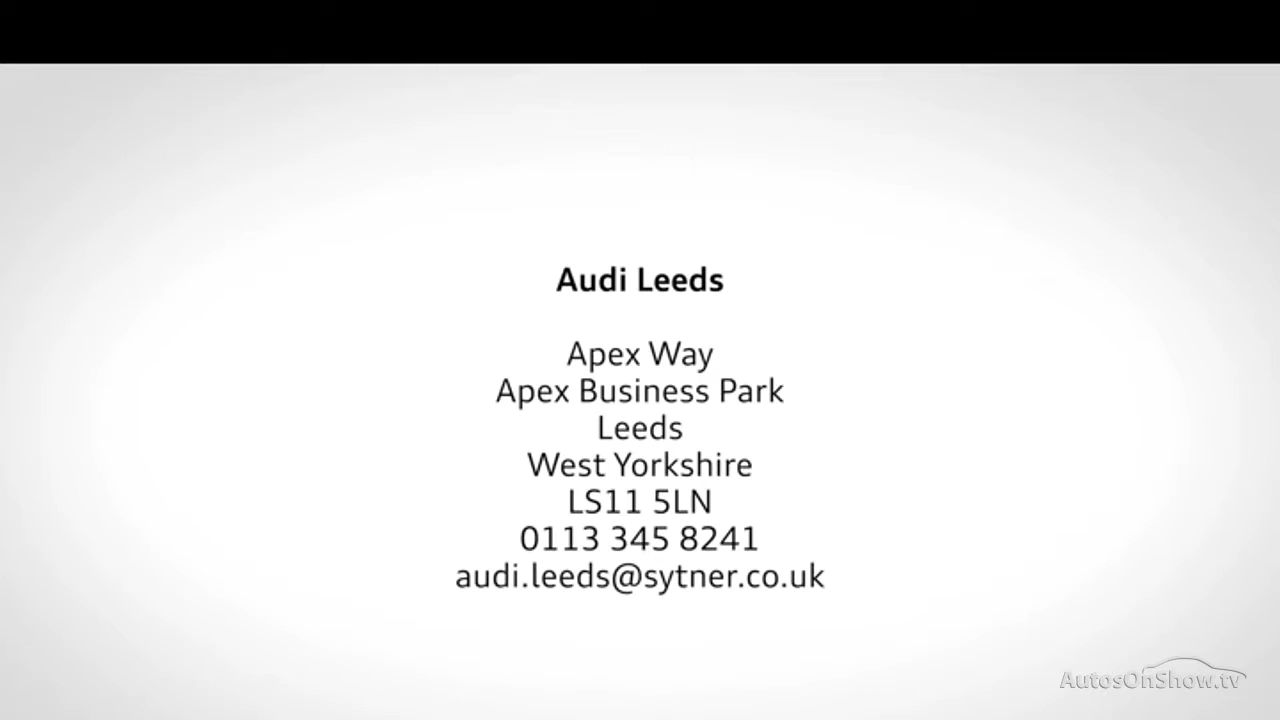 Audi Leeds
Apex Way
Apex Business Park
Leeds
West Yorkshire
LS11 5LN
0113 345 8241
audi.leeds@sytner.co.uk
AutosOnShow.tv